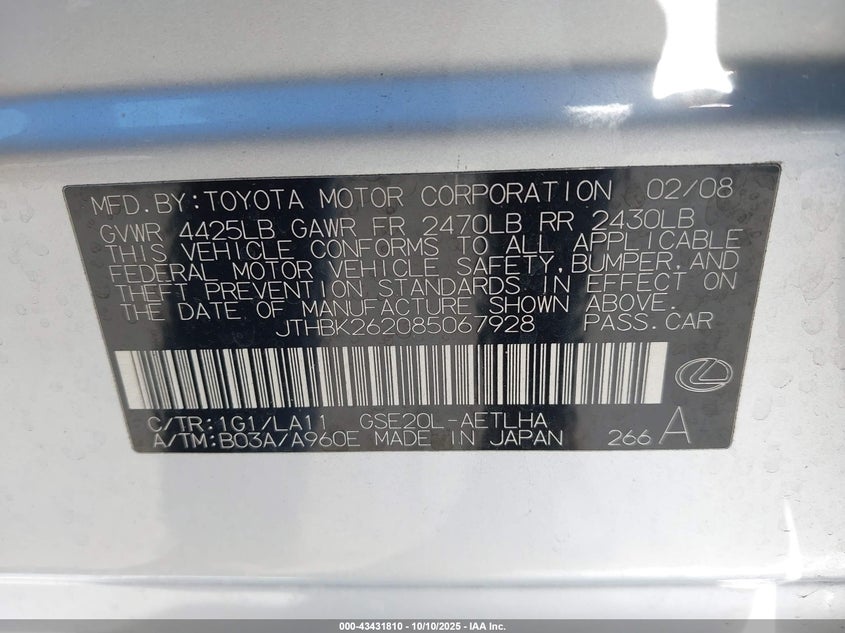 MFD.BY:TOYOTA MOTOR CORPORATION 02/08
GVWR 4425LB GAWR FR 2470LB RR 2430LB
THIS VEHICLE CONFORMS TO ALL APPLICABLE
FEDERAL MOTOR VEHICLE SAFETY,BUMPER,AND
THEFT PREVENTION STANDARDS IN EFFECT ON
THE DATE OF MANUFACTURE SHOWN ABOVE.
JTHBK262085067928 PASS.CAR
C/TR:1G1/LA11 GSE20L-AETLHA
A/TM:B03A/A960E MADE IN JAPAN 266 A
000-43431810 - 10/10/2025 - IAA Inc.